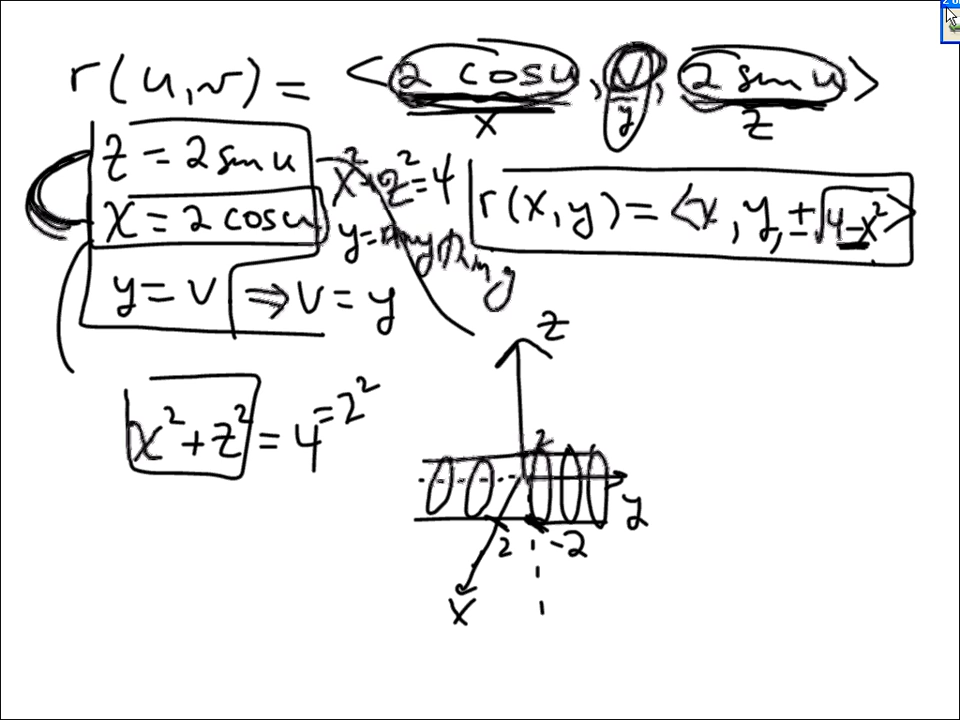 r(u,v) = <2 cos u, v, 2 sin u>
x y z
z = 2 sin u
x = 2 cos u
y = v ⇒ v = y
x² + z² = 4
y = anything
r(x,y) = <x, y, ±√4-x²>
x² + z² = 4 = 2²
z
2
y
2
-2
x